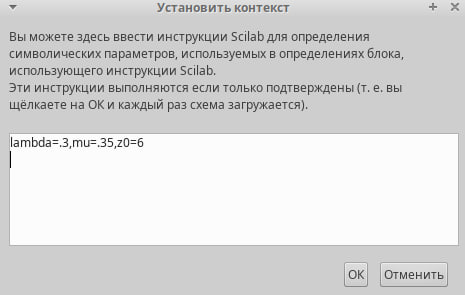 Установить контекст
Вы можете здесь ввести инструкции Scilab для определения
символических параметров, используемых в определениях блока,
использующего инструкции Scilab.
Эти инструкции выполняются если только подтверждены (т. е. вы
щёлкаете на ОК и каждый раз схема загружается).
lambda=.3,mu=.35,z0=6
ОК Отменить